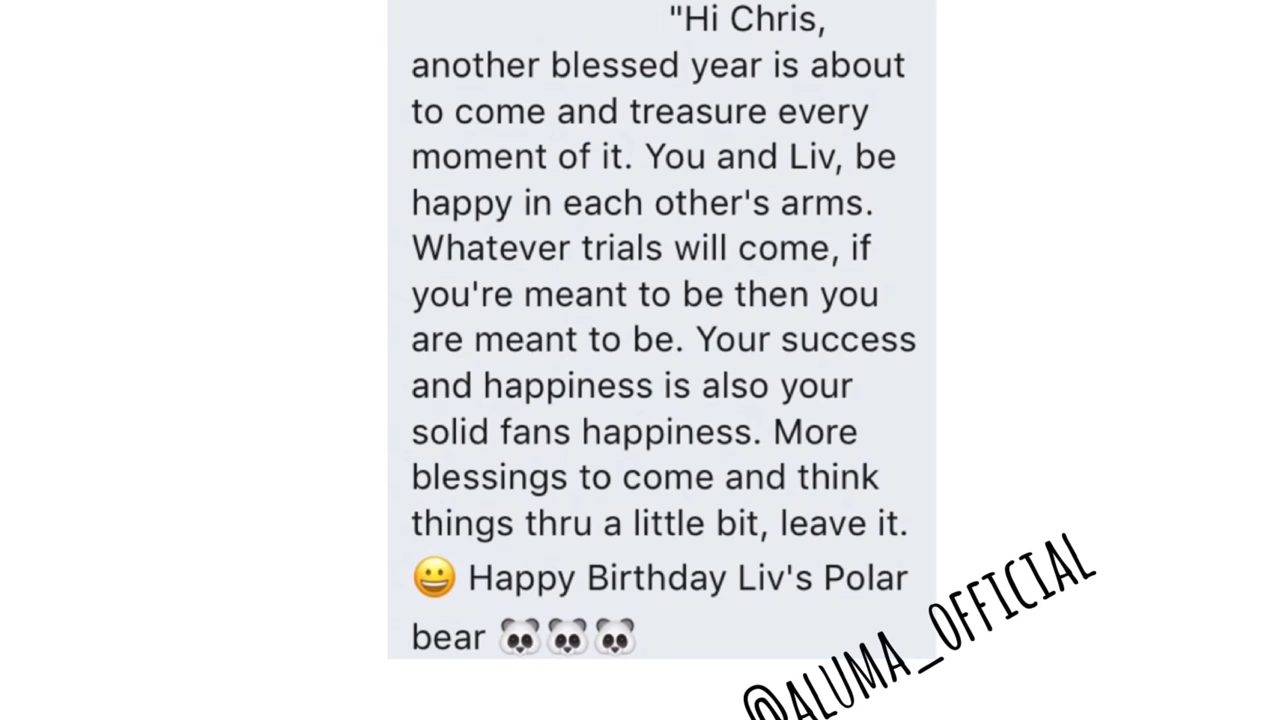 "Hi Chris,
another blessed year is about
to come and treasure every
moment of it. You and Liv, be
happy in each other's arms.
Whatever trials will come, if
you're meant to be then you
are meant to be. Your success
and happiness is also your
solid fans happiness. More
blessings to come and think
things thru a little bit, leave it.
😀 Happy Birthday Liv's Polar
bear 🐼🐼🐼
@ALUMA_OFFICIAL